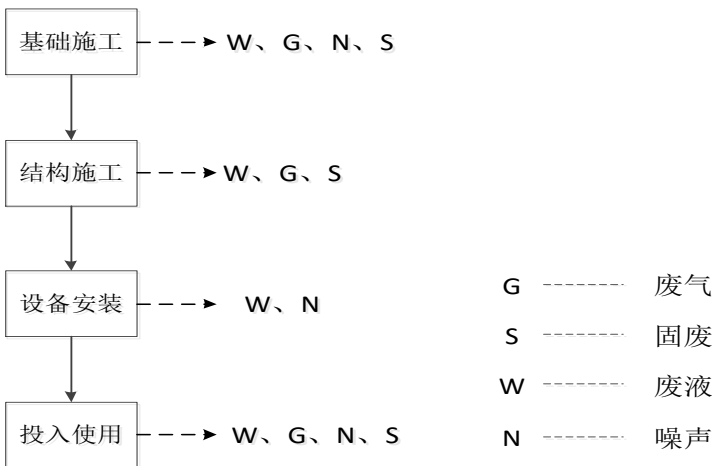 基础施工 W、G、N、S
结构施工 W、G、S
设备安装 W、N
投入使用 W、G、N、S
G 废气
S 固废
W 废液
N 噪声